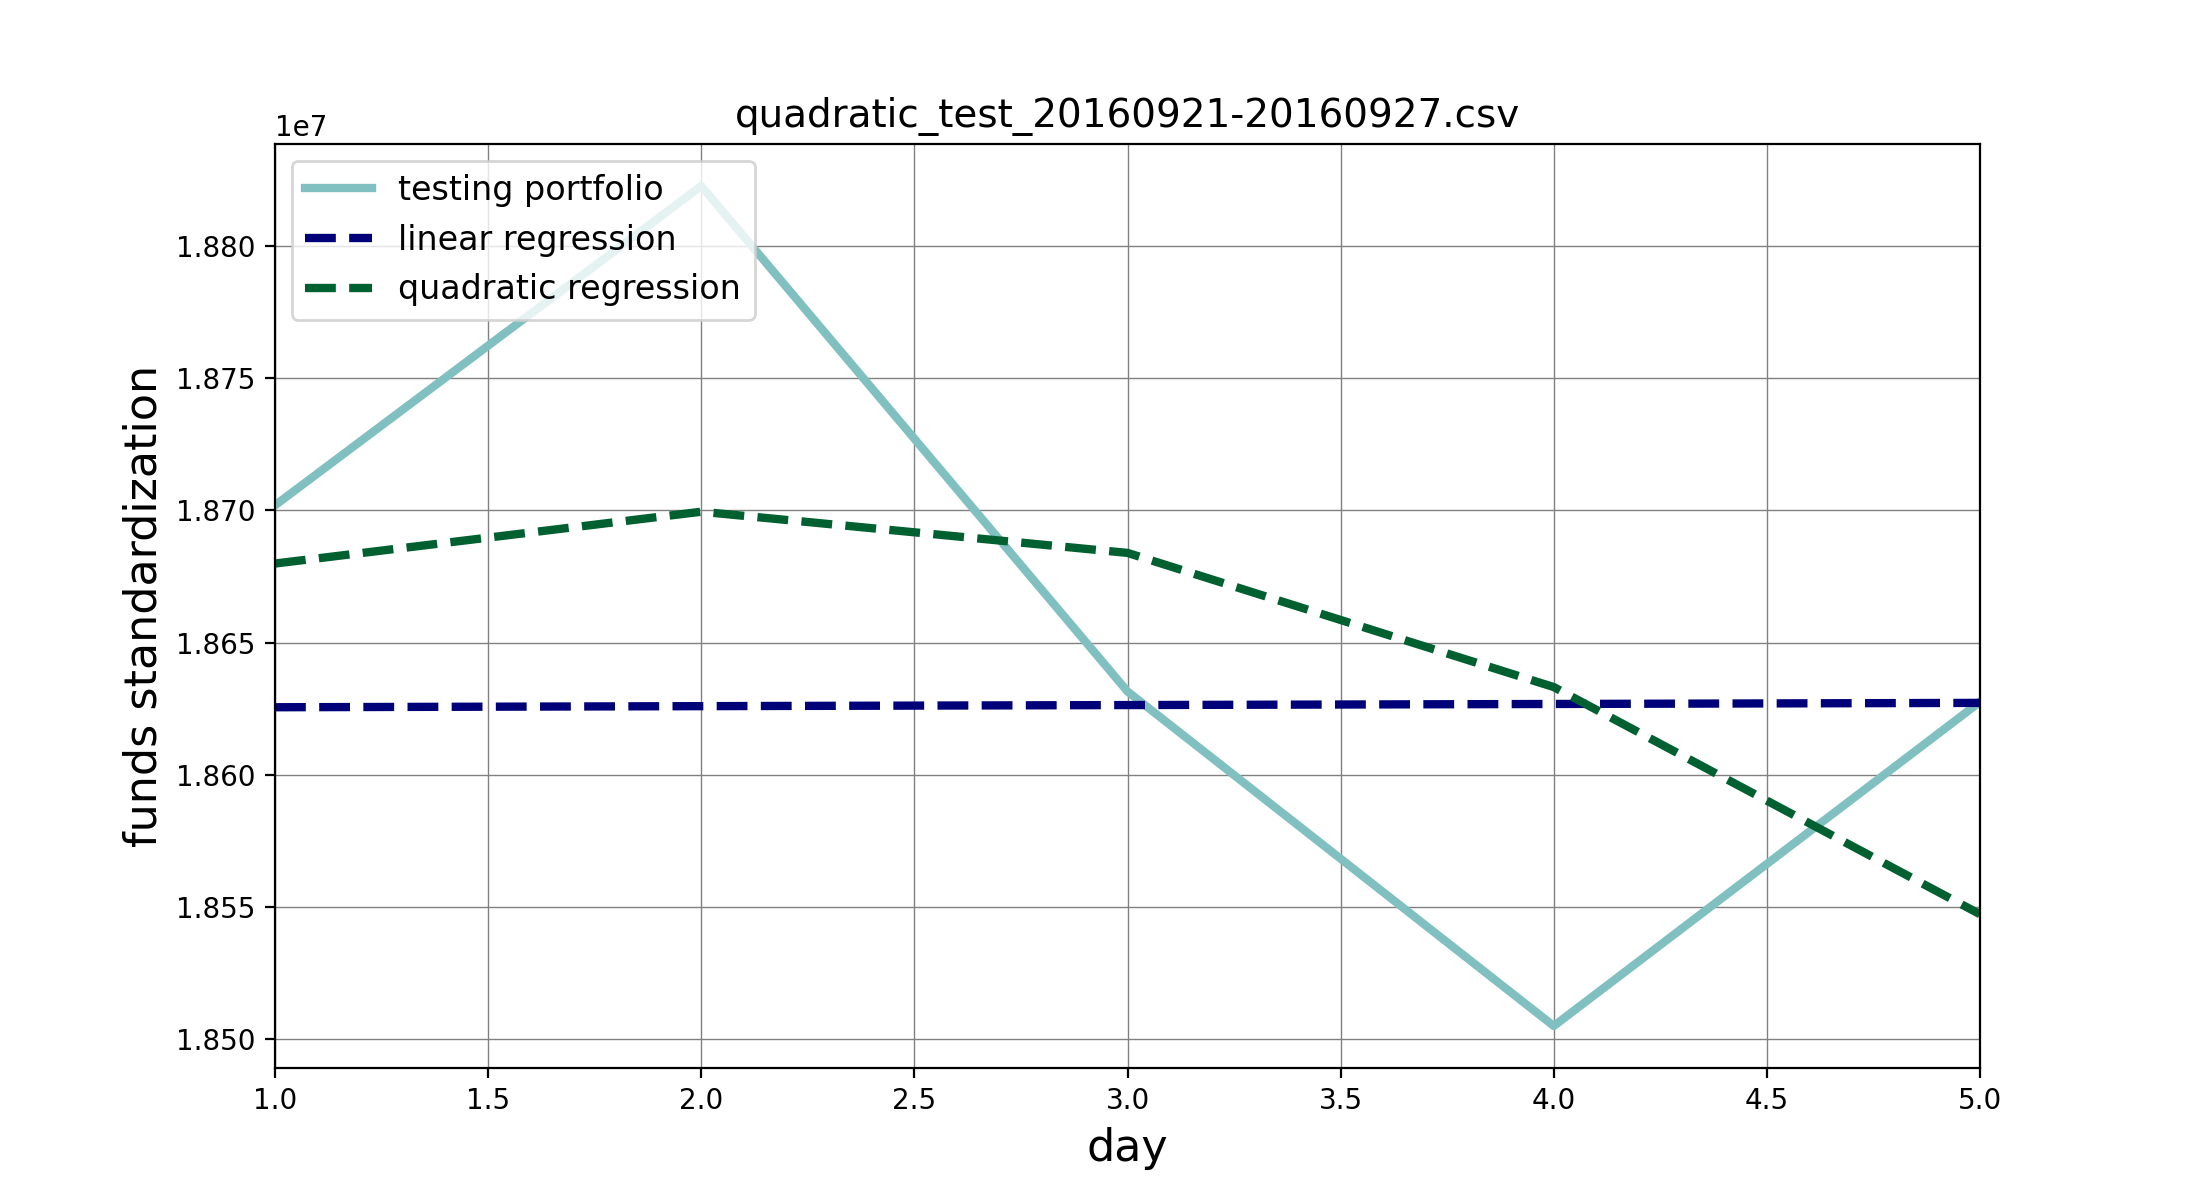 quadratic_test_20160921-20160927.csv
1e7
testing portfolio
linear regression
quadratic regression
funds standardization
1.880
1.875
1.870
1.865
1.860
1.855
1.850
1.0 1.5 2.0 2.5 3.0 3.5 4.0 4.5 5.0
day